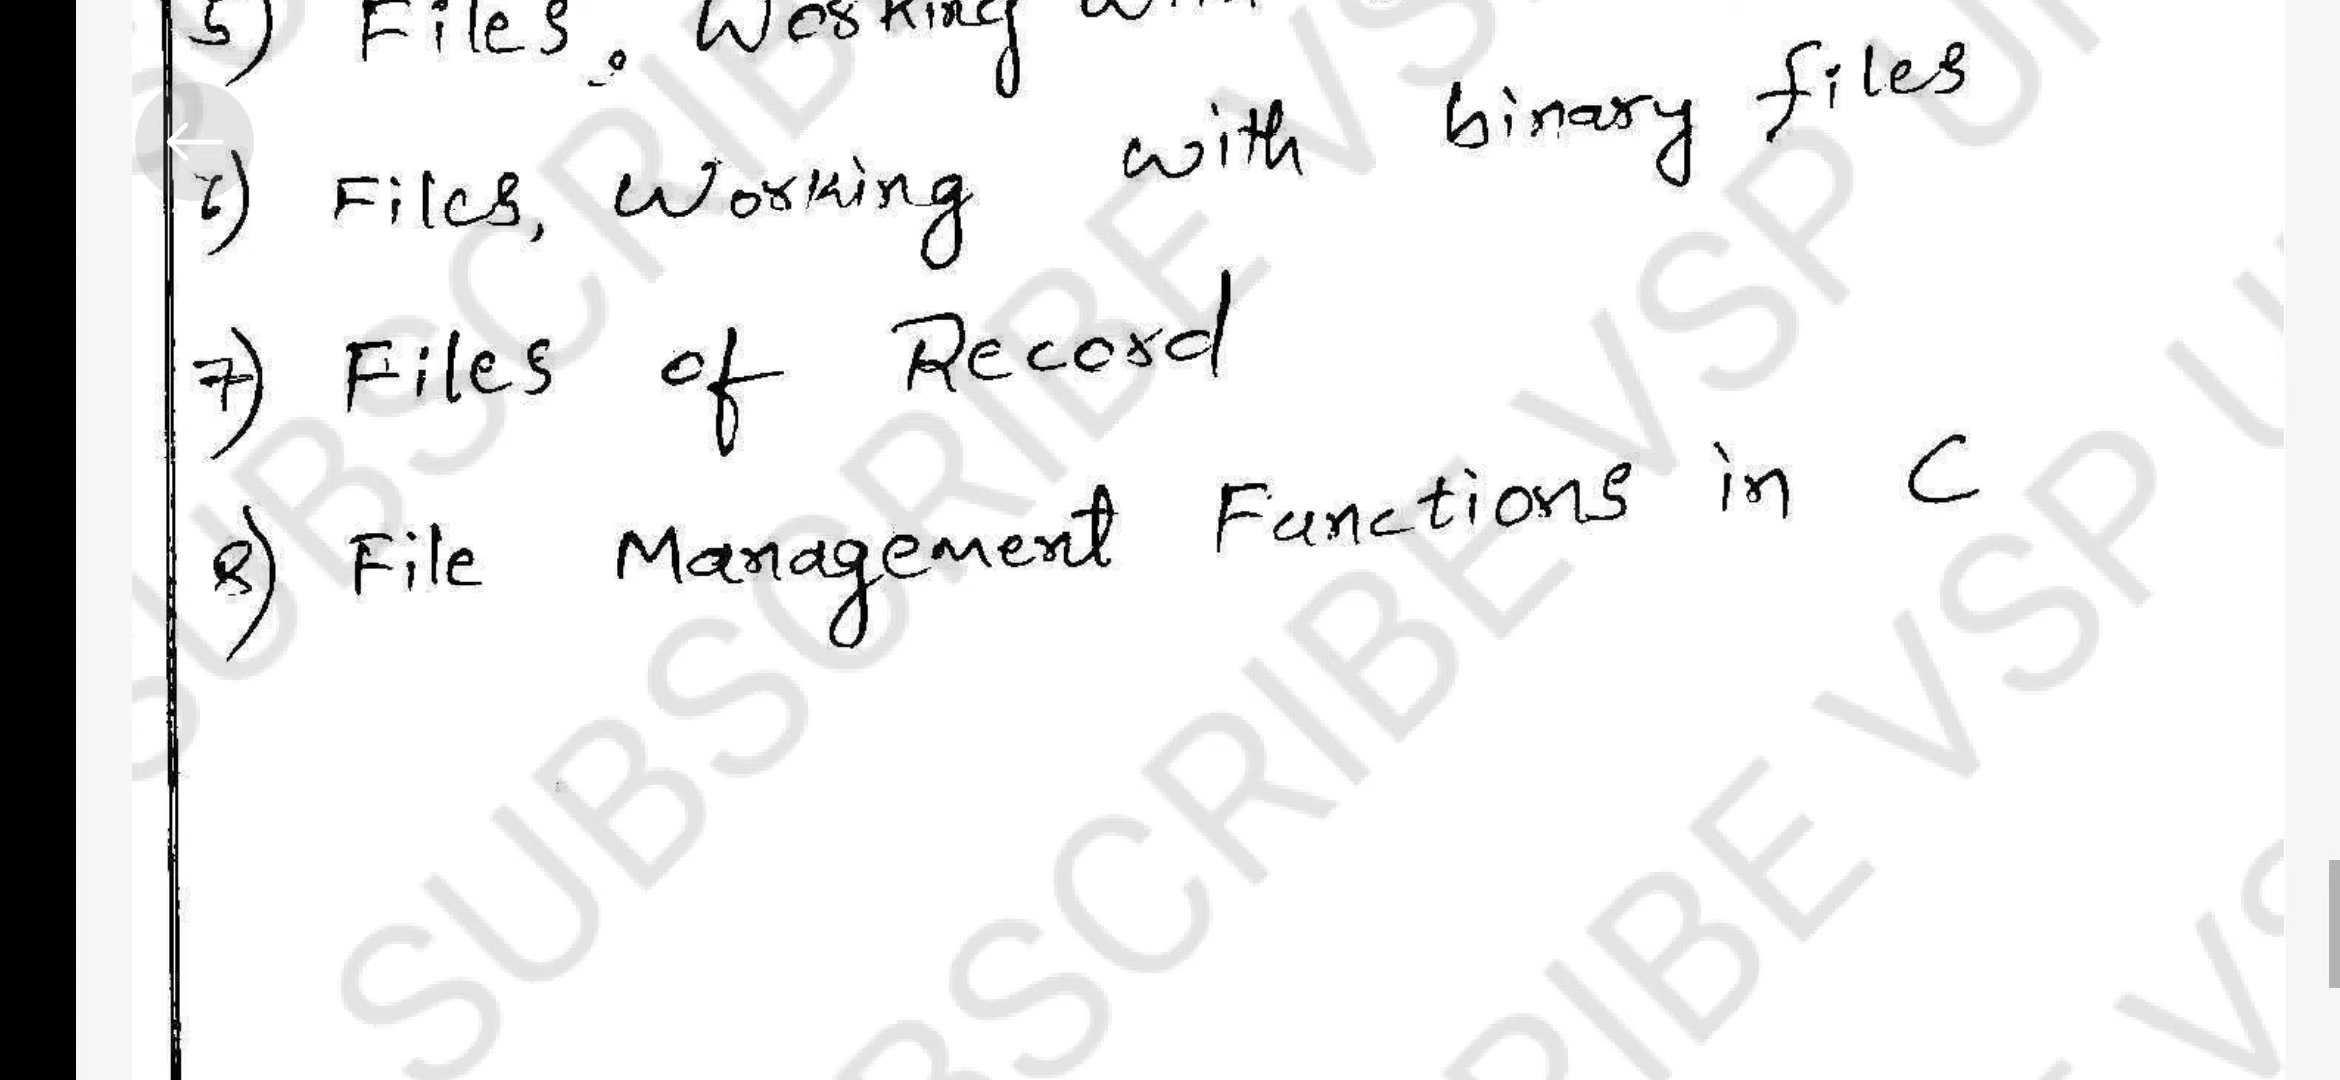 5) Files, Working
6) Files, Working with binary files
7) Files of Record
8) File Management Functions in C
SUBSCRIBE VSP
SUBSCRIBE VSP
SUBSCRIBE VSP